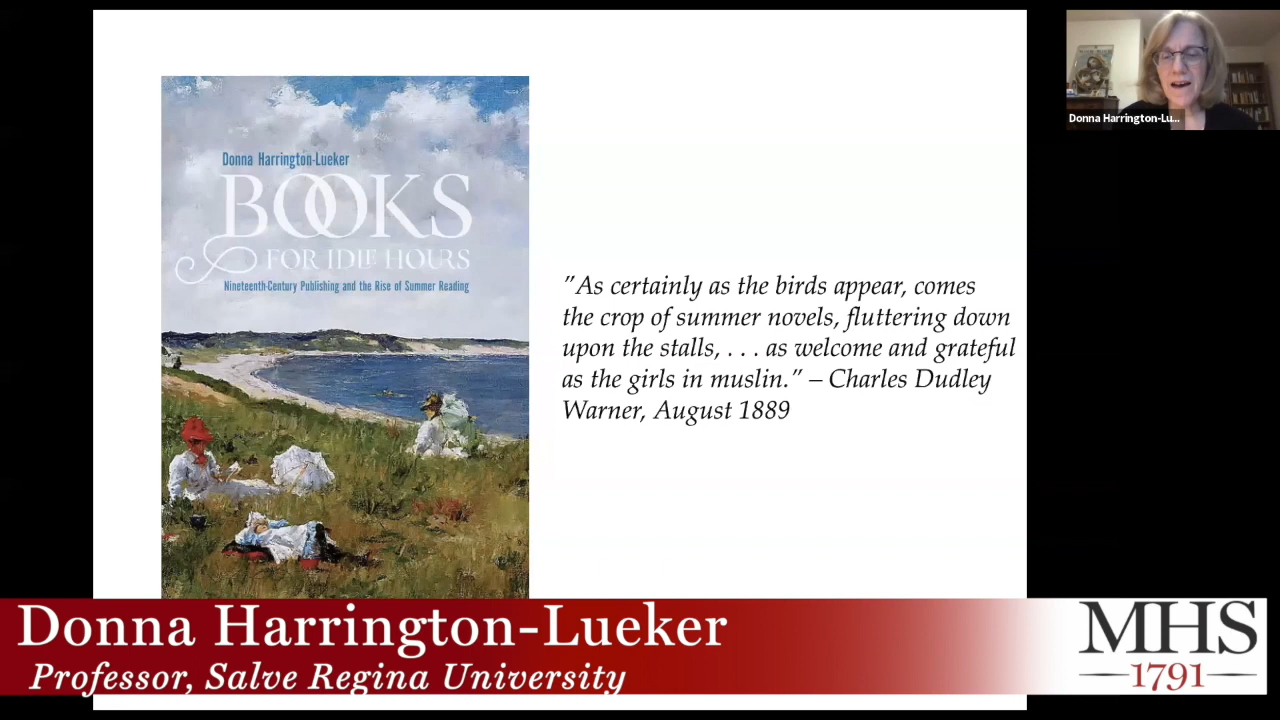 Donna Harrington-Lueker
BOOKS
FOR IDLE HOURS
Nineteenth-Century Publishing and the Rise of Summer Reading
”As certainly as the birds appear, comes
the crop of summer novels, fluttering down
upon the stalls, . . . as welcome and grateful
as the girls in muslin.” – Charles Dudley
Warner, August 1889
Donna Harrington-Lu...
Donna Harrington-Lueker
Professor, Salve Regina University
MHS
1791